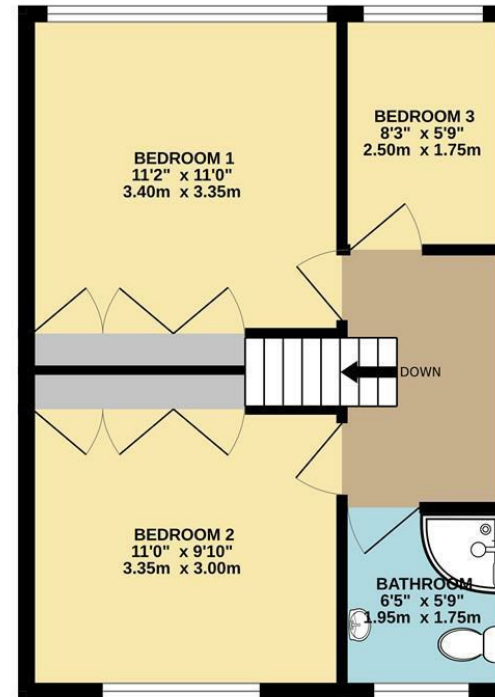 BEDROOM 1
11'2" x 11'0"
3.40m x 3.35m
BEDROOM 3
8'3" x 5'9"
2.50m x 1.75m
DOWN
BEDROOM 2
11'0" x 9'10"
3.35m x 3.00m
BATHROOM
6'5" x 5'9"
1.95m x 1.75m